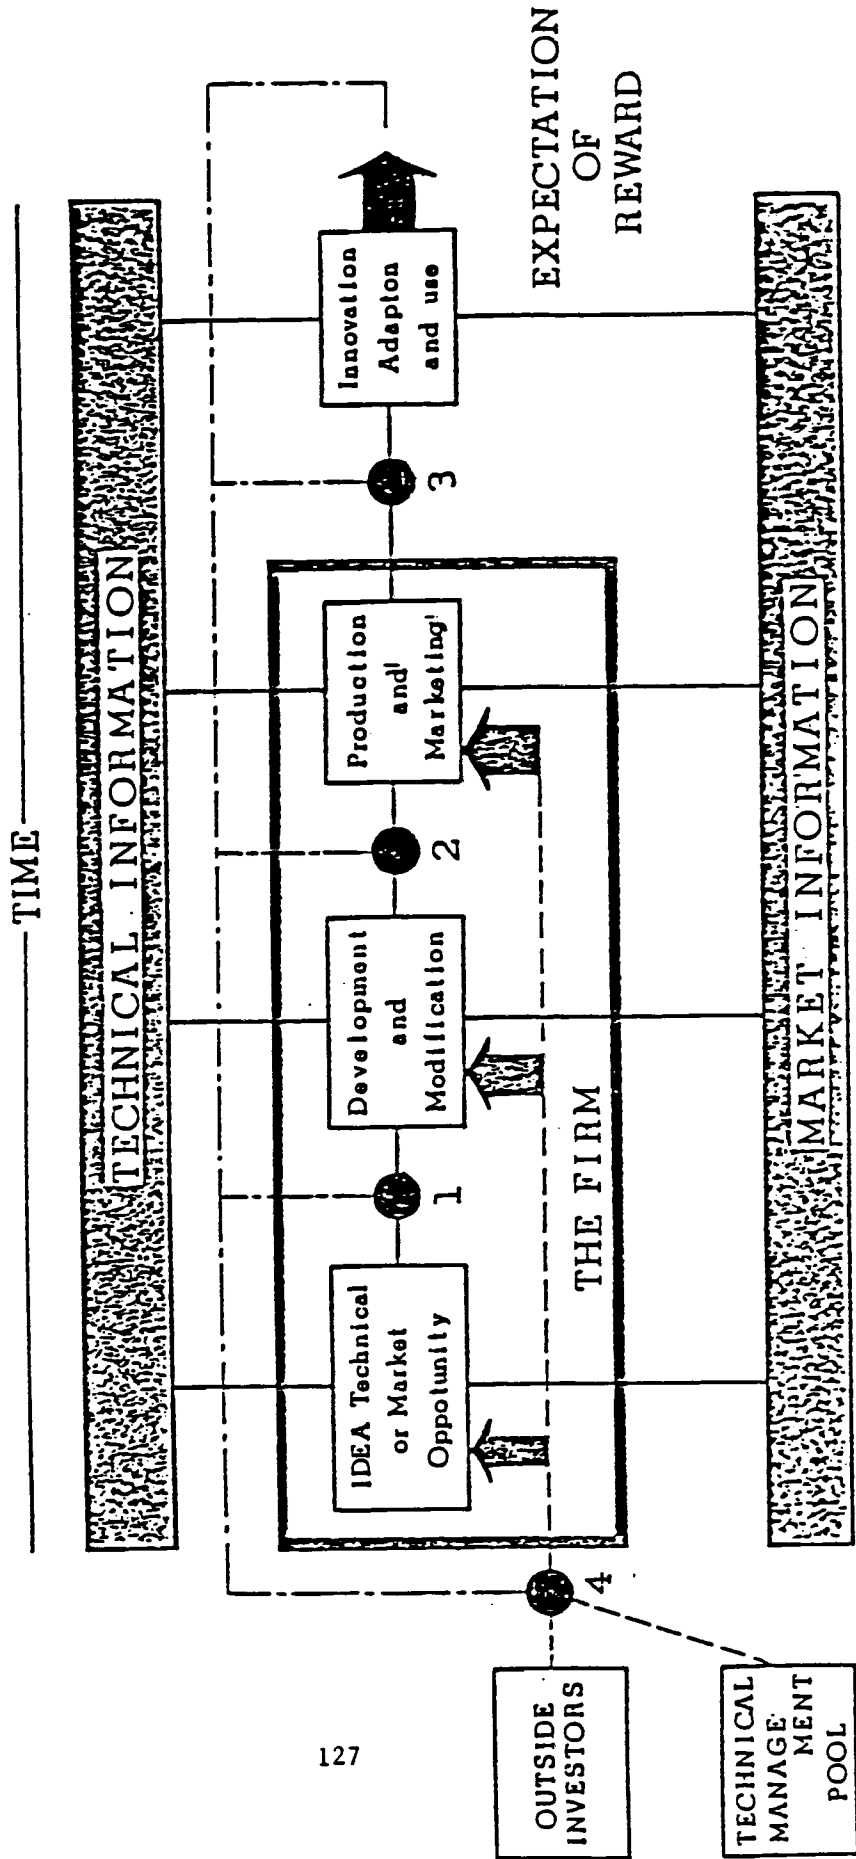 TIME
TECHNICAL INFORMATION
IDEA Technical
or Market
Oppotunity
1
Development
and
Modification
2
Production
and
Marketing
3
Innovation
Adapton
and use
EXPECTATION
OF
REWARD
THE FIRM
4
OUTSIDE
INVESTORS
TECHNICAL
MANAGE
MENT
POOL
MARKET INFORMATION
127